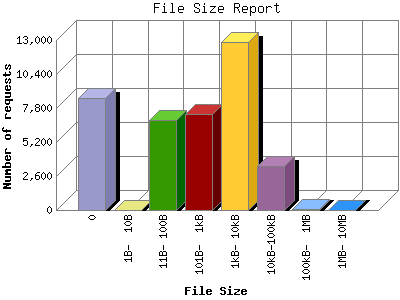 File Size Report
13,000
10,400
7,800
5,200
2,600
0
Number of requests
0
1B- 10B
11B- 100B
101B- 1kB
1kB- 10kB
10kB-100kB
100kB- 1MB
1MB- 10MB
File Size